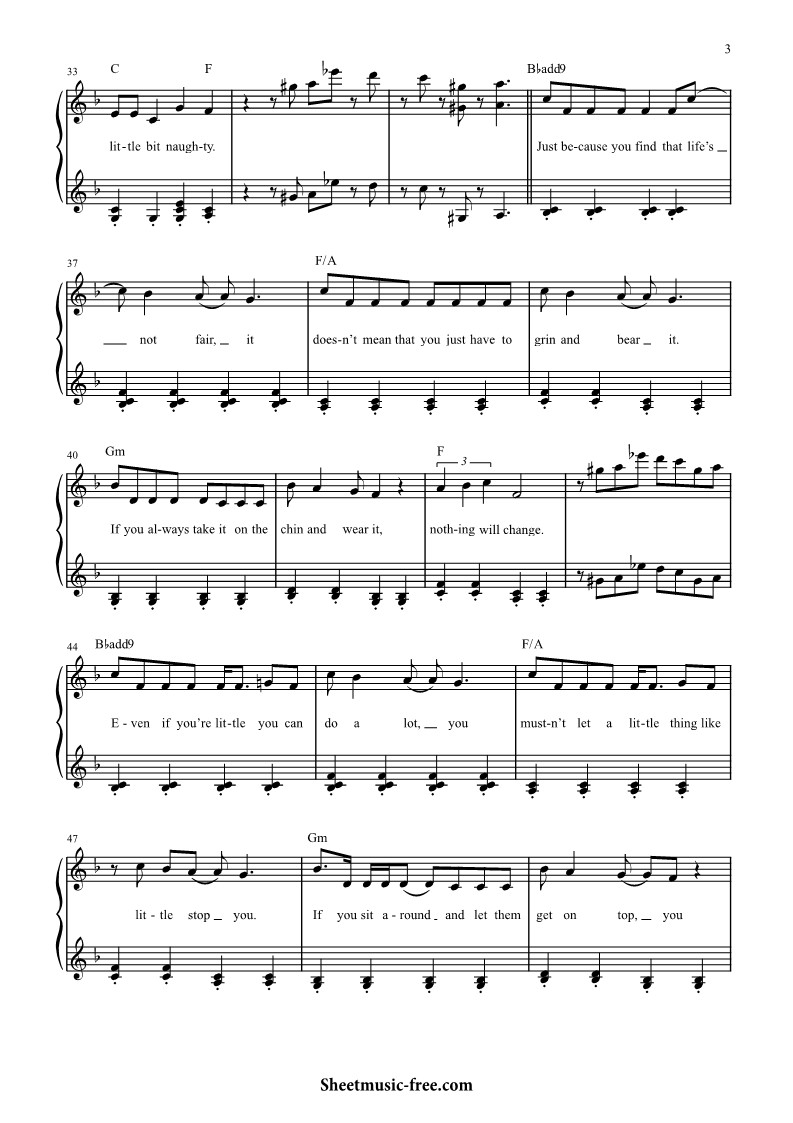 3
33 C F B♭add9
lit-tle bit naugh-ty. Just be-cause you find that life's
37 F/A
not fair, it does-n't mean that you just have to grin and bear it.
40 Gm F 3
If you al-ways take it on the chin and wear it, noth-ing will change.
44 B♭add9 F/A
E - ven if you're lit-tle you can do a lot, you must-n't let a lit-tle thing like
47 Gm
lit - tle stop you. If you sit a - round and let them get on top, you
Sheetmusic-free.com